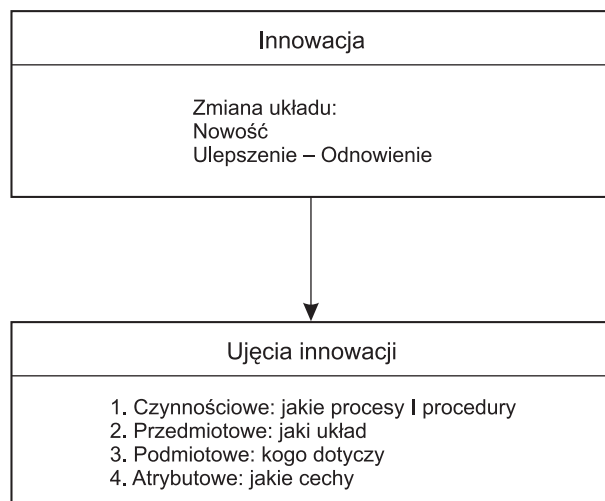 Innowacja
Zmiana układu:
Nowość
Ulepszenie – Odnowienie
Ujęcia innowacji
1. Czynnościowe: jakie procesy I procedury
2. Przedmiotowe: jaki układ
3. Podmiotowe: kogo dotyczy
4. Atrybutowe: jakie cechy